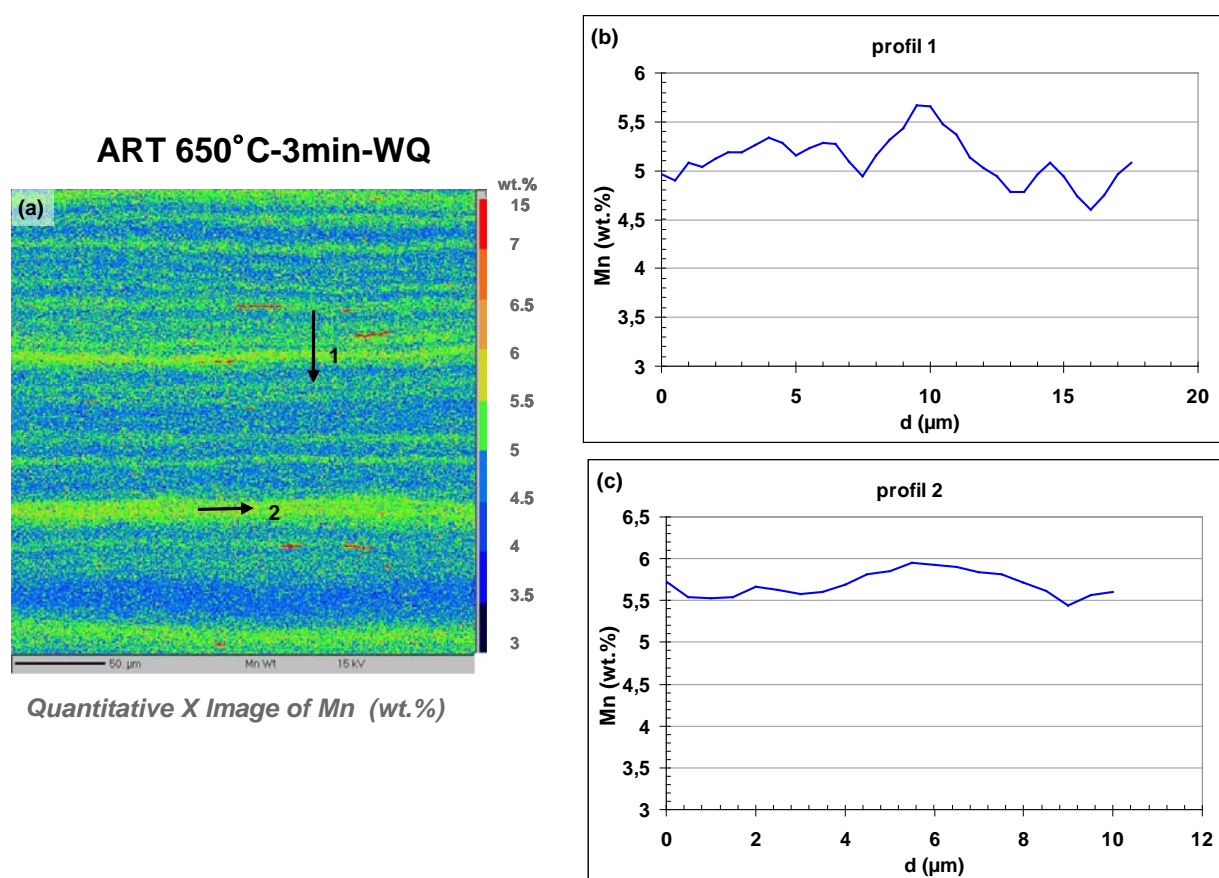 ART 650°C-3min-WQ
(a)
wt.%
15
7
6.5
6
5.5
5
4.5
4
3.5
3
1
2
50. µm Mn Wt 15 kV
Quantitative X Image of Mn (wt.%)
(b)
profil 1
Mn (wt.%)
6
5,5
5
4,5
4
3,5
3
0 5 10 15 20
d (µm)
(c)
profil 2
Mn (wt.%)
6,5
6
5,5
5
4,5
4
3,5
3
0 2 4 6 8 10 12
d (µm)